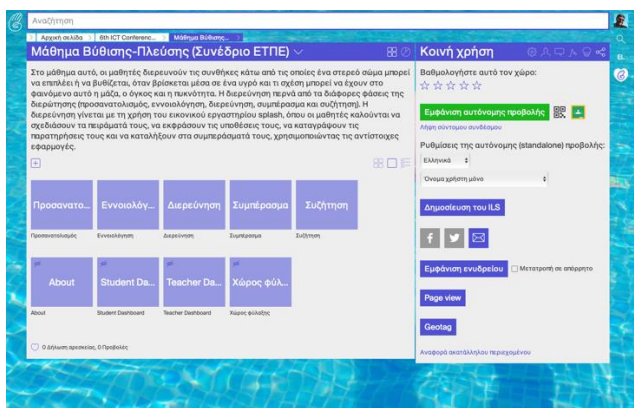 Αναζήτηση
Αρχική σελίδα
6th ICT Conferenc...
Μάθημα Βύθισης...
Μάθημα Βύθισης-Πλεύσης (Συνέδριο ΕΤΠΕ)
Στο μάθημα αυτό, οι μαθητές διερευνούν τις συνθήκες κάτω από τις οποίες ένα στερεό σώμα μπορεί
να επιπλέει ή να βυθίζεται, όταν βρίσκεται μέσα σε ένα υγρό και τι σχέση μπορεί να έχουν στο
φαινόμενο αυτό η μάζα, ο όγκος και η πυκνότητα. Η διερεύνηση περνά από τα διάφορες φάσεις της
διερώτησης (προσανατολισμός, εννοιολόγηση, διερεύνηση, συμπέρασμα και συζήτηση). Η
διερεύνηση γίνεται με τη χρήση του εικονικού εργαστηρίου splash, όπου οι μαθητές καλούνται να
σχεδιάσουν τα πειράματά τους, να εκφράσουν τις υποθέσεις τους, να καταγράψουν τις
παρατηρήσεις τους και να καταλήξουν στα συμπεράσματά τους, χρησιμοποιώντας τις αντίστοιχες
εφαρμογές.
Προσανατο...
Εννοιολόγ...
Διερεύνηση
Συμπέρασμα
Συζήτηση
Προσανατολισμός
Εννοιολόγηση
Διερεύνηση
Συμπέρασμα
Συζήτηση
About
Student Da...
Teacher Da...
Χώρος φύλ...
About
Student Dashboard
Teacher Dashboard
Χώρος φύλαξης
0 Δήλωση αρεσκείας, 0 Προβολές
Κοινή χρήση
Βαθμολογήστε αυτό τον χώρο:
Εμφάνιση αυτόνομης προβολής
Λήψη σύντομου συνδέσμου
Ρυθμίσεις της αυτόνομης (standalone) προβολής:
Ελληνικά
Όνομα χρήστη μόνο
Δημοσίευση του ILS
Εμφάνιση ενυδρείου
Μετατροπή σε απόρρητο
Page view
Geotag
Αναφορά ακατάλληλου περιεχομένου